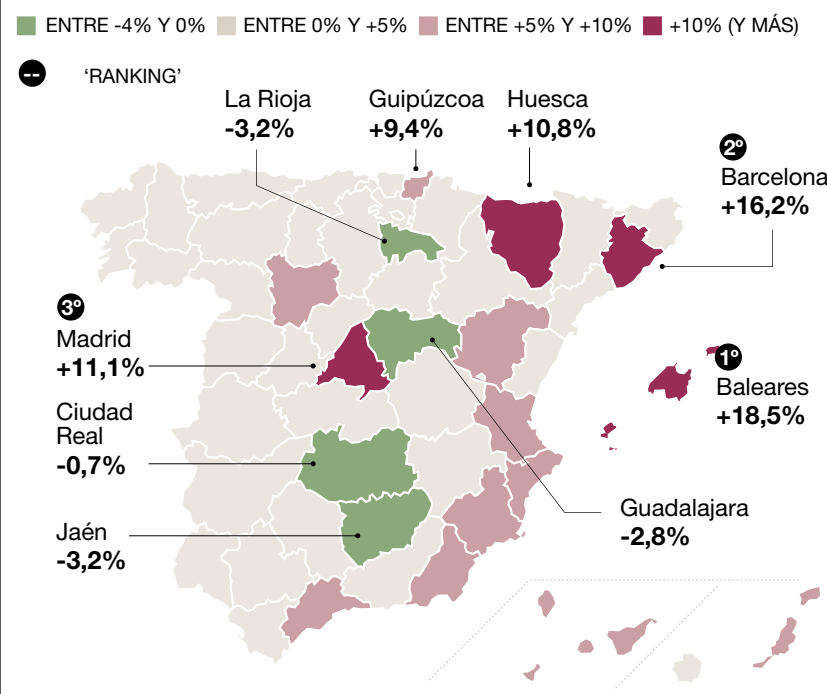 ENTRE -4% Y 0% ENTRE 0% Y +5% ENTRE +5% Y +10% +10% (Y MÁS)
-- ‘RANKING’
La Rioja
-3,2%
Guipúzcoa
+9,4%
Huesca
+10,8%
2º
Barcelona
+16,2%
3º
Madrid
+11,1%
1º
Baleares
+18,5%
Ciudad
Real
-0,7%
Guadalajara
-2,8%
Jaén
-3,2%